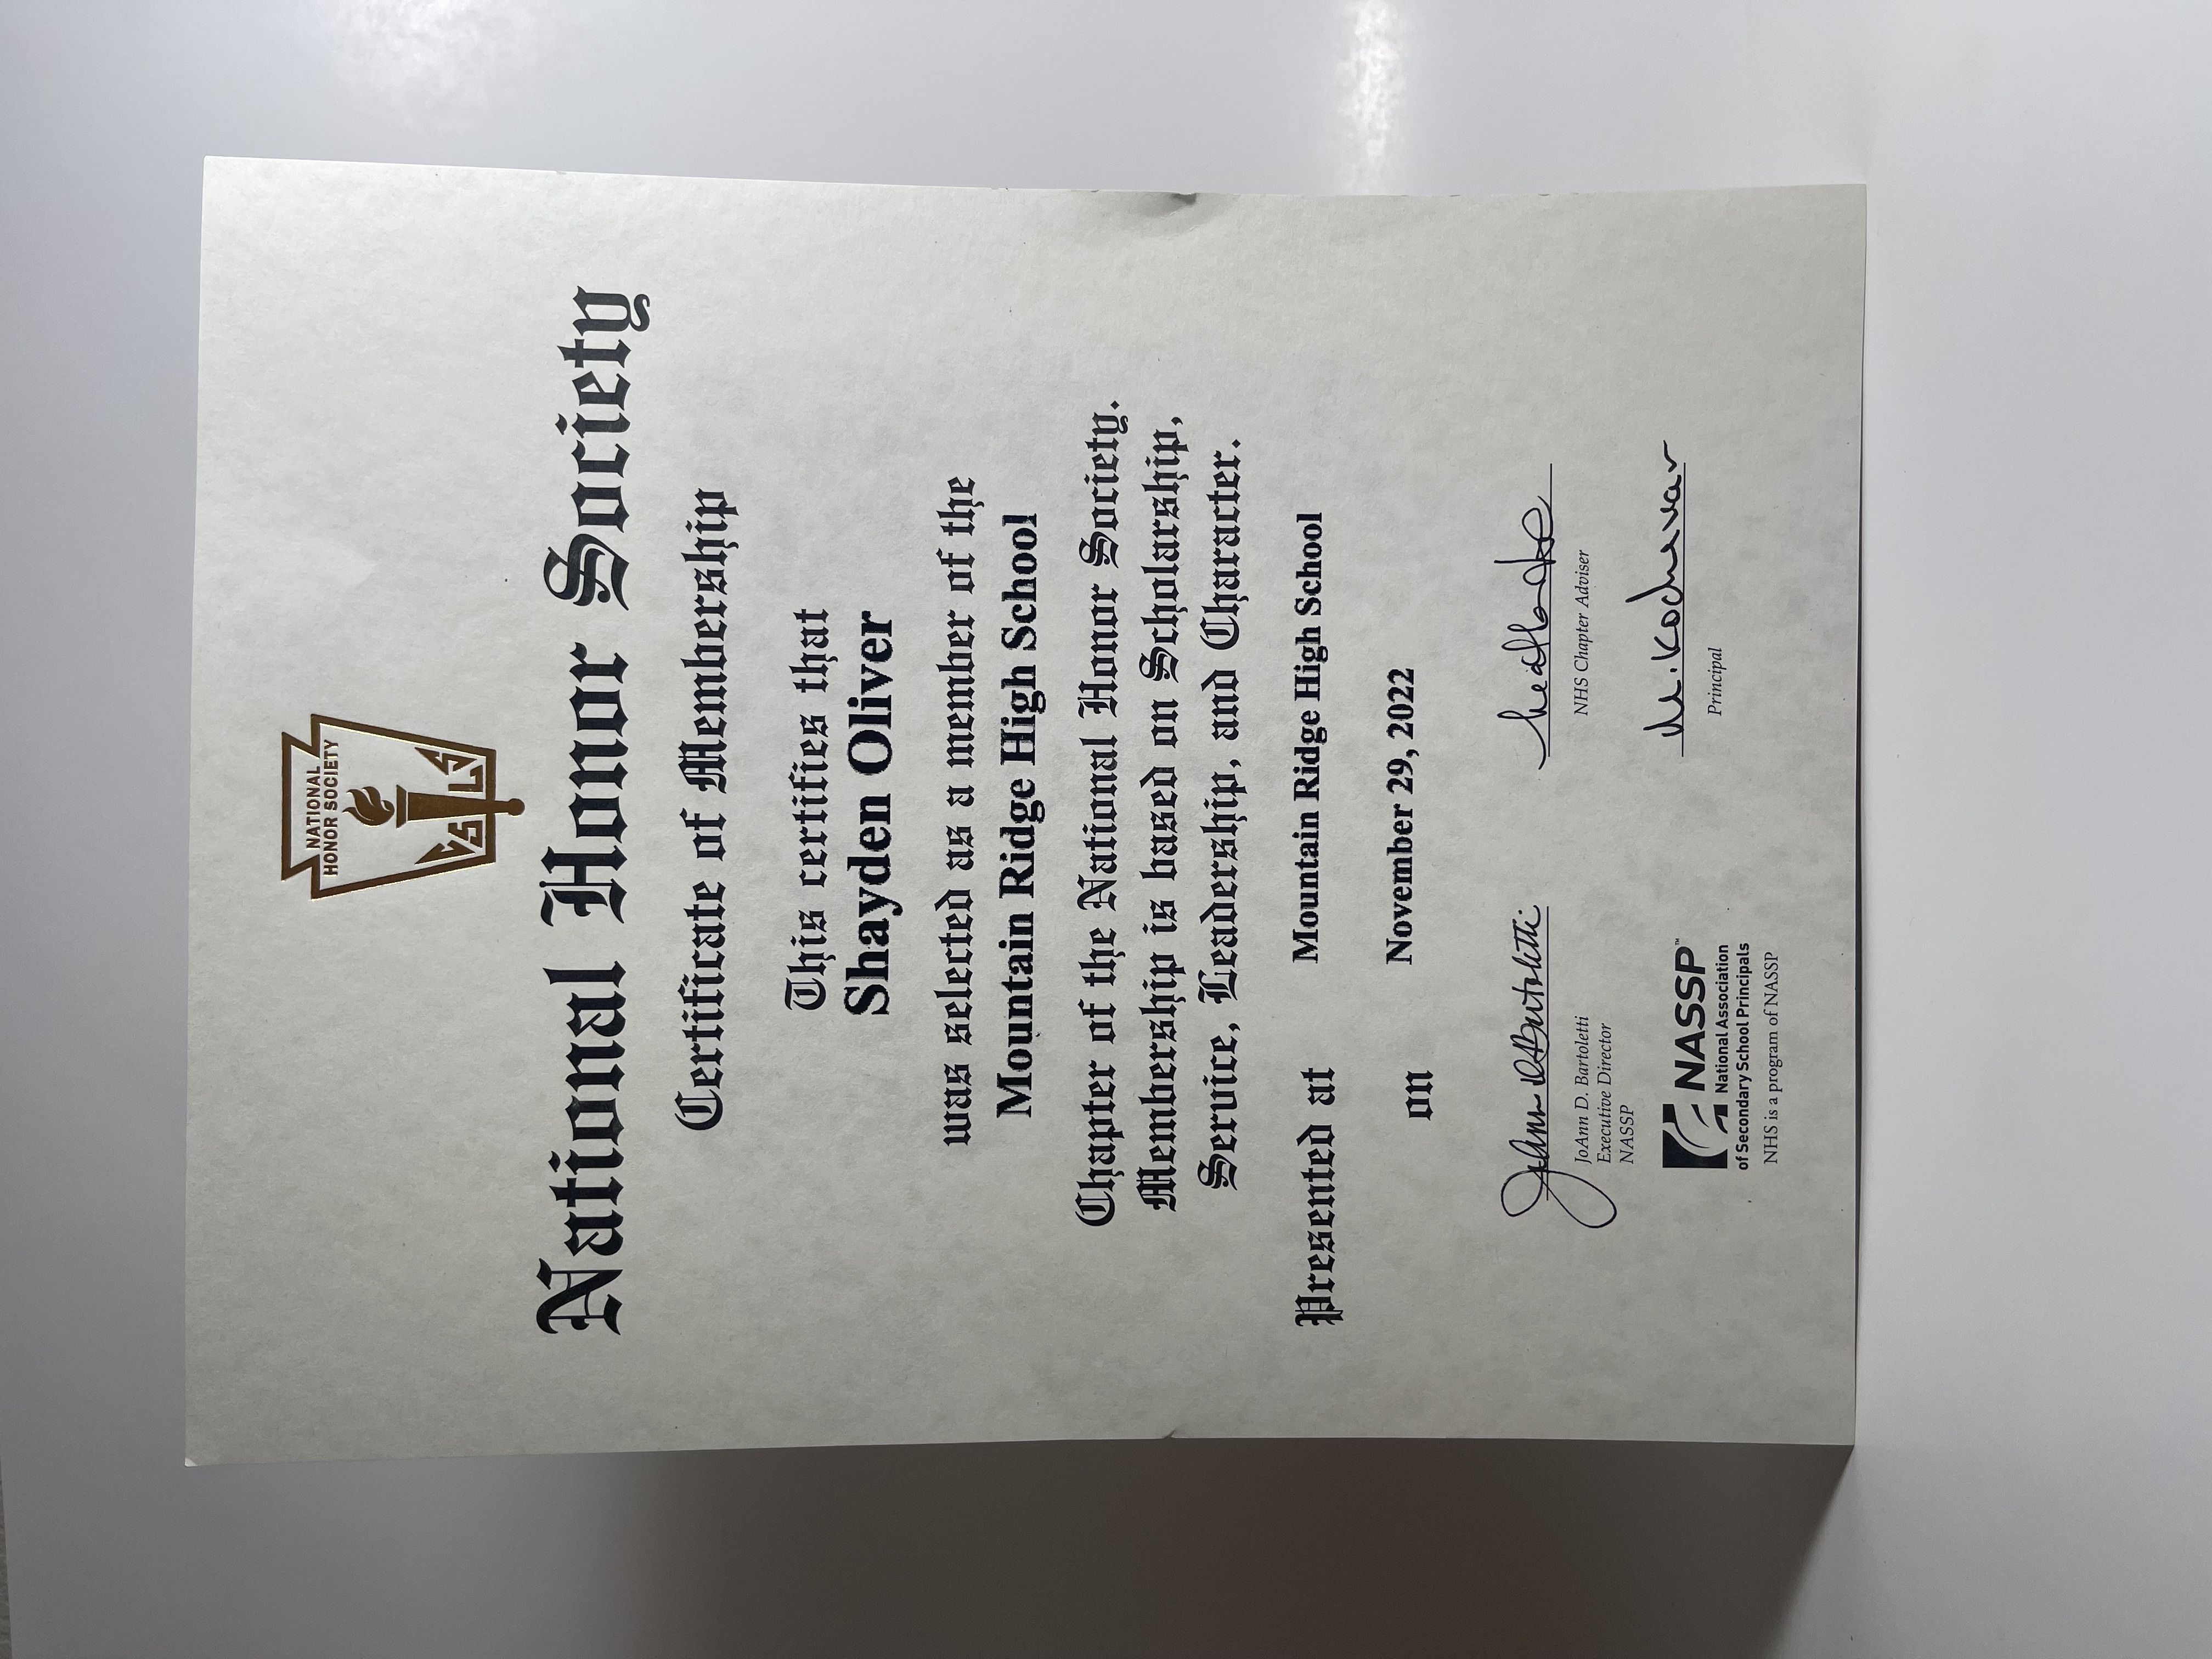 NATIONAL
HONOR SOCIETY
C S L S
National Honor Society
Certificate of Membership
This certifies that
Shayden Oliver
was selected as a member of the
Mountain Ridge High School
Chapter of the National Honor Society.
Membership is based on Scholarship,
Service, Leadership, and Character.
Presented at Mountain Ridge High School
on November 29, 2022
JoAnn D Bartoletti
JoAnn D. Bartoletti
Executive Director
NASSP
NHS Chapter Adviser
M. Kochevar
Principal
NASSP™
National Association
of Secondary School Principals
NHS is a program of NASSP